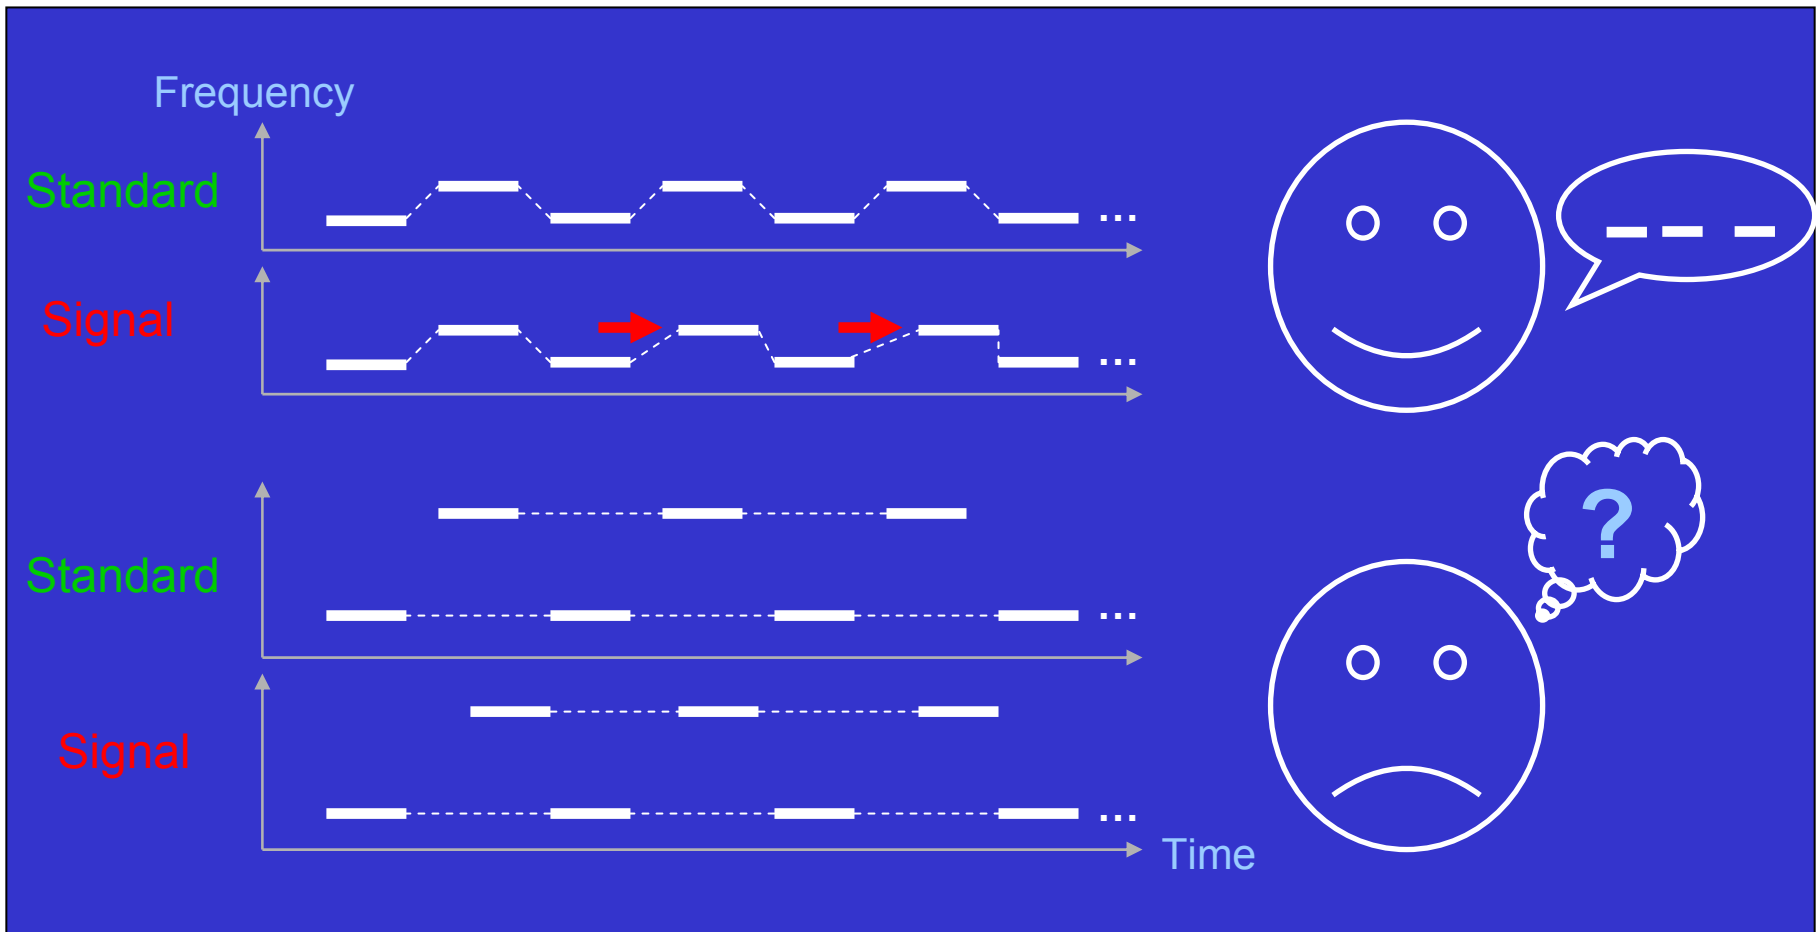 Frequency
Standard
...
Signal
...
?
Standard
...
Signal
...
Time